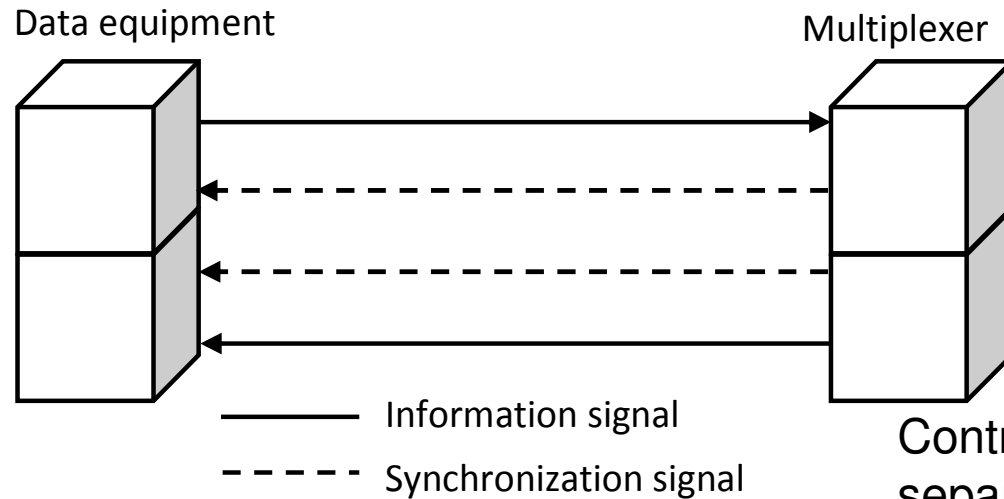 Data equipment
Multiplexer
Information signal
Synchronization signal